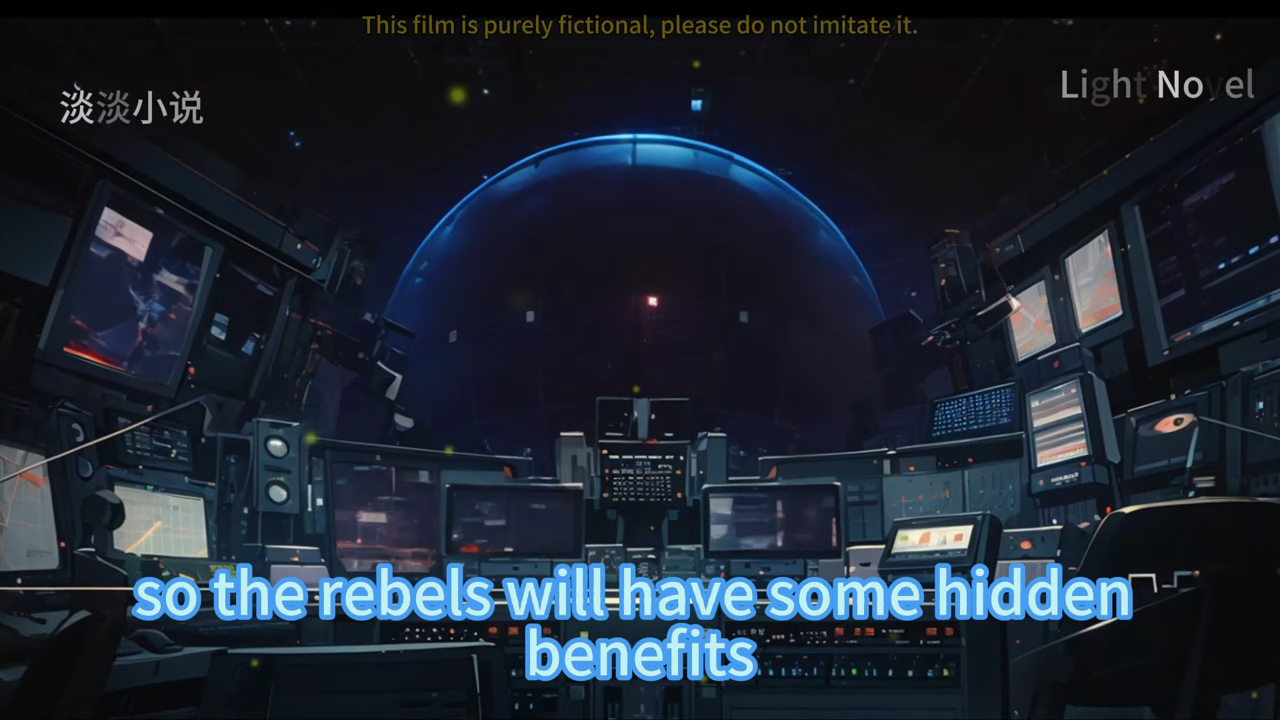 This film is purely fictional, please do not imitate it.
淡淡小说
Light Novel
so the rebels will have some hidden
benefits